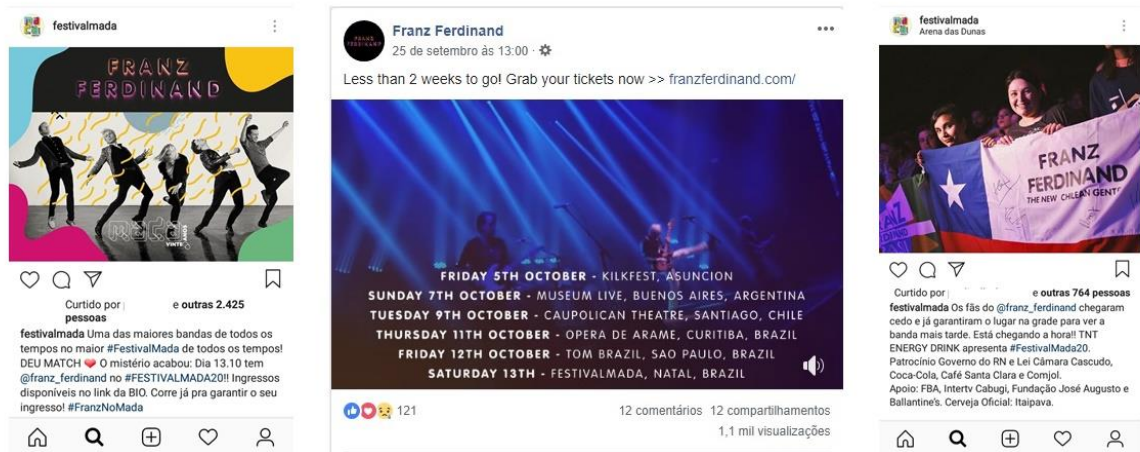 festivalmada
FRANZ
FERDINAND
mada
VINTE ANOS
Curtido por
e outras 2.425
pessoas
festivalmada Uma das maiores bandas de todos os
tempos no maior #FestivalMada de todos os tempos!
DEU MATCH ❤ O mistério acabou: Dia 13.10 tem
@franz_ferdinand no #FESTIVALMADA20!! Ingressos
disponíveis no link da BIO. Corre já pra garantir o seu
ingresso! #FranzNoMada
FRANZ
FERDINAND
Franz Ferdinand
25 de setembro às 13:00 ·
Less than 2 weeks to go! Grab your tickets now >> franzferdinand.com/
FRIDAY 5TH OCTOBER - KILKFEST, ASUNCION
SUNDAY 7TH OCTOBER - MUSEUM LIVE, BUENOS AIRES, ARGENTINA
TUESDAY 9TH OCTOBER - CAUPOLICAN THEATRE, SANTIAGO, CHILE
THURSDAY 11TH OCTOBER - OPERA DE ARAME, CURITIBA, BRAZIL
FRIDAY 12TH OCTOBER - TOM BRAZIL, SAO PAULO, BRAZIL
SATURDAY 13TH - FESTIVALMADA, NATAL, BRAZIL
121
12 comentários 12 compartilhamentos
1,1 mil visualizações
festivalmada
Arena das Dunas
FRANZ
FERDINAND
THE NEW CHILEAN GENTS
Curtido por
e outras 764 pessoas
festivalmada Os fãs do @franz_ferdinand chegaram
cedo e já garantiram o lugar na grade para ver a
banda mais tarde. Está chegando a hora!! TNT
ENERGY DRINK apresenta #FestivalMada20.
Patrocínio Governo do RN e Lei Câmara Cascudo,
Coca-Cola, Café Santa Clara e Comjol.
Apoio: FBA, Intertv Cabugi, Fundação José Augusto e
Ballantine's. Cerveja Oficial: Itaipava.